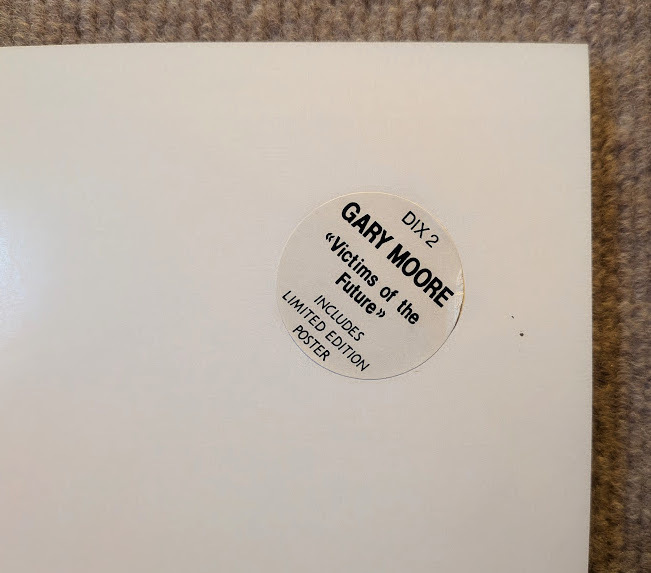 DIX 2
GARY MOORE
«Victims of the
Future»
INCLUDES
LIMITED EDITION
POSTER